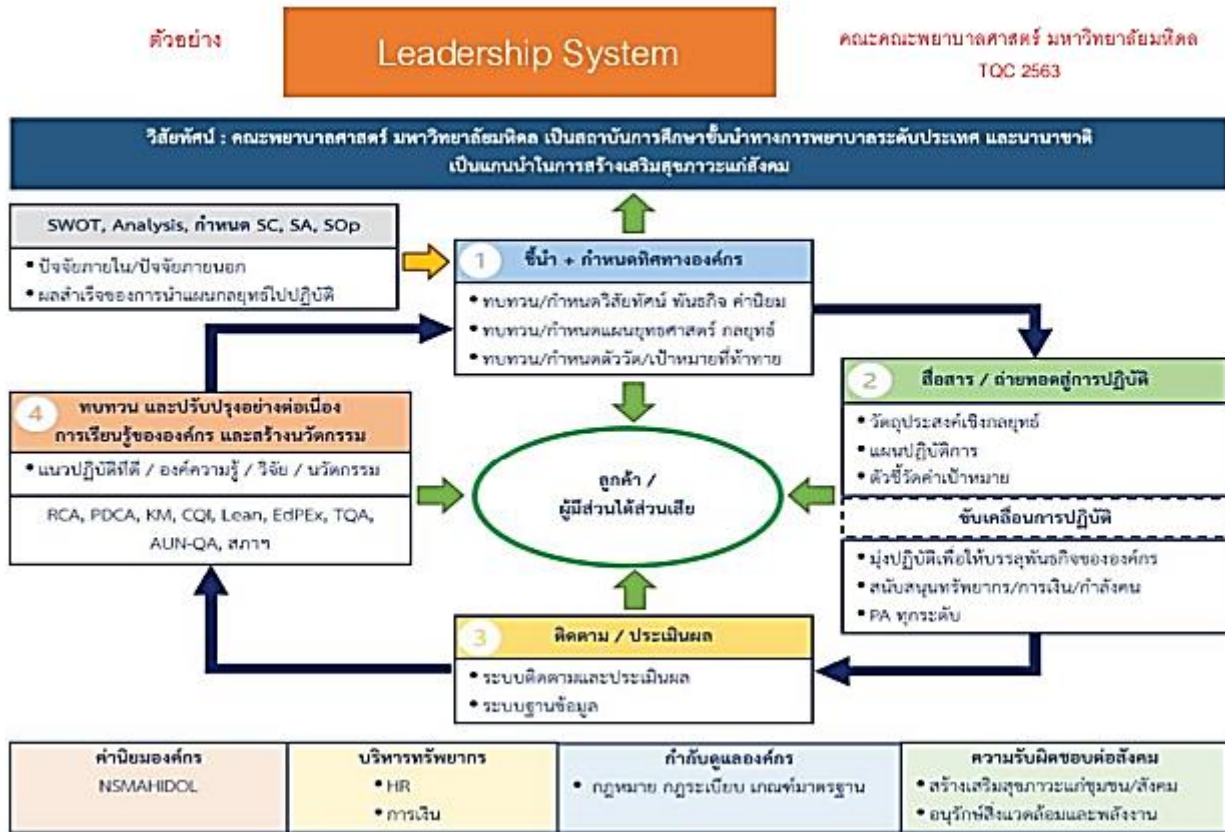 ตัวอย่าง
Leadership System
คณะคณะพยาบาลศาสตร์ มหาวิทยาลัยมหิดล
TQC 2563
วิสัยทัศน์ : คณะพยาบาลศาสตร์ มหาวิทยาลัยมหิดล เป็นสถาบันการศึกษาชั้นนำทางการพยาบาลระดับประเทศ และนานาชาติ
เป็นแกนนำในการสร้างเสริมสุขภาวะแก่สังคม
SWOT, Analysis, กำหนด SC, SA, SOp
• ปัจจัยภายใน/ปัจจัยภายนอก
• ผลสำเร็จของการนำแผนกลยุทธ์ไปปฏิบัติ
1 ชี้นำ + กำหนดทิศทางองค์กร
• ทบทวน/กำหนดวิสัยทัศน์ พันธกิจ ค่านิยม
• ทบทวน/กำหนดแผนยุทธศาสตร์ กลยุทธ์
• ทบทวน/กำหนดตัววัด/เป้าหมายที่ท้าทาย
2 สื่อสาร / ถ่ายทอดสู่การปฏิบัติ
• วัตถุประสงค์เชิงกลยุทธ์
• แผนปฏิบัติการ
• ตัวชี้วัดค่าเป้าหมาย
ขับเคลื่อนการปฏิบัติ
• มุ่งปฏิบัติเพื่อให้บรรลุพันธกิจขององค์กร
• สนับสนุนทรัพยากร/การเงิน/กำลังคน
• PA ทุกระดับ
4 ทบทวน และปรับปรุงอย่างต่อเนื่อง
การเรียนรู้ขององค์กร และสร้างนวัตกรรม
• แนวปฏิบัติที่ดี / องค์ความรู้ / วิจัย / นวัตกรรม
RCA, PDCA, KM, CQI, Lean, EdPEx, TQA,
AUN-QA, สภาฯ
ลูกค้า /
ผู้มีส่วนได้ส่วนเสีย
3 ติดตาม / ประเมินผล
• ระบบติดตามและประเมินผล
• ระบบฐานข้อมูล
ค่านิยมองค์กร
NSMAHIDOL
บริหารทรัพยากร
• HR
• การเงิน
กำกับดูแลองค์กร
• กฎหมาย กฎระเบียบ เกณฑ์มาตรฐาน
ความรับผิดชอบต่อสังคม
• สร้างเสริมสุขภาวะแก่ชุมชน/สังคม
• อนุรักษ์สิ่งแวดล้อมและพลังงาน